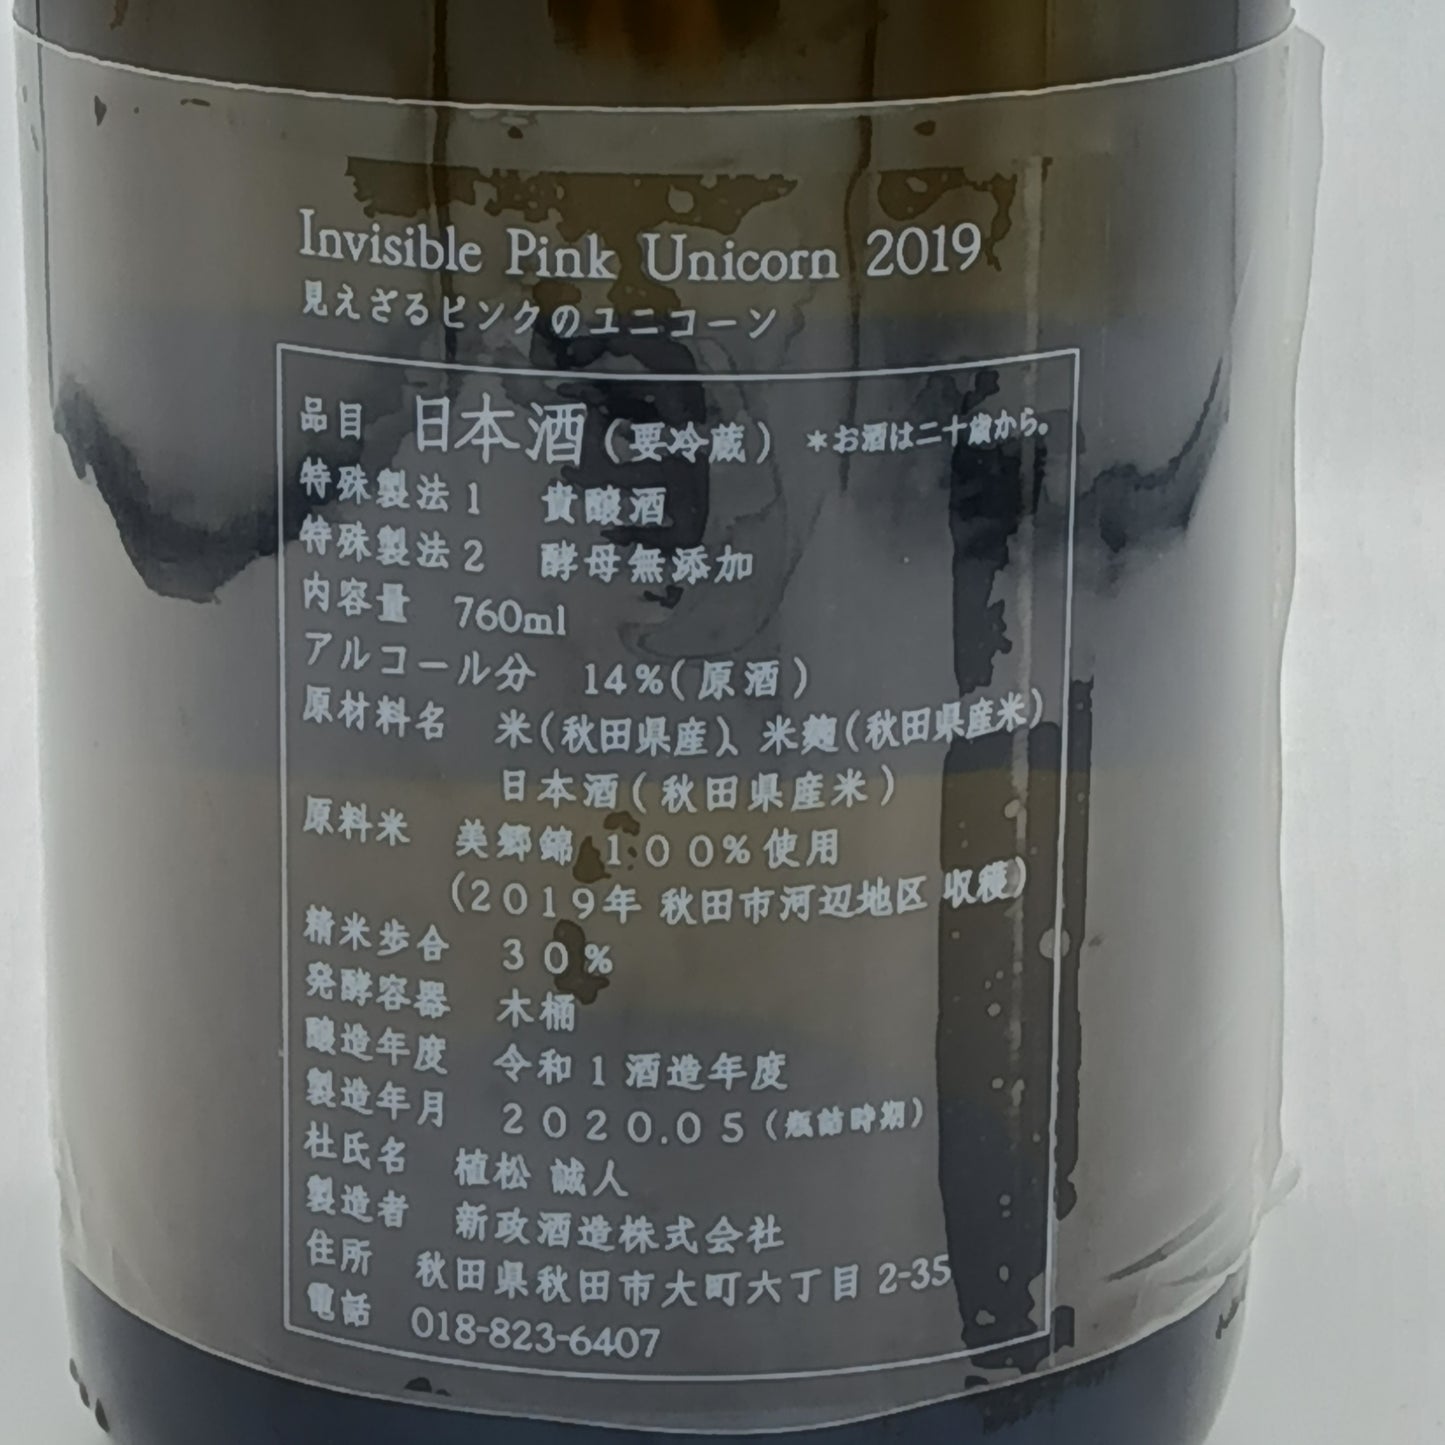 Invisible Pink Unicorn 2019
見えざるピンクのユニコーン
品目 日本酒(要冷蔵) *お酒は二十歳から。
特殊製法1 貴醸酒
特殊製法2 酵母無添加
内容量 760ml
アルコール分 14%(原酒)
原材料名 米(秋田県産)、米麹(秋田県産米)
日本酒(秋田県産米)
原料米 美郷錦 100%使用
(2019年 秋田市河辺地区 収穫)
精米歩合 30%
発酵容器 木桶
醸造年度 令和1酒造年度
製造年月 2020.05(瓶詰時期)
杜氏名 植松 誠人
製造者 新政酒造株式会社
住所 秋田県秋田市大町六丁目 2-35
電話 018-823-6407